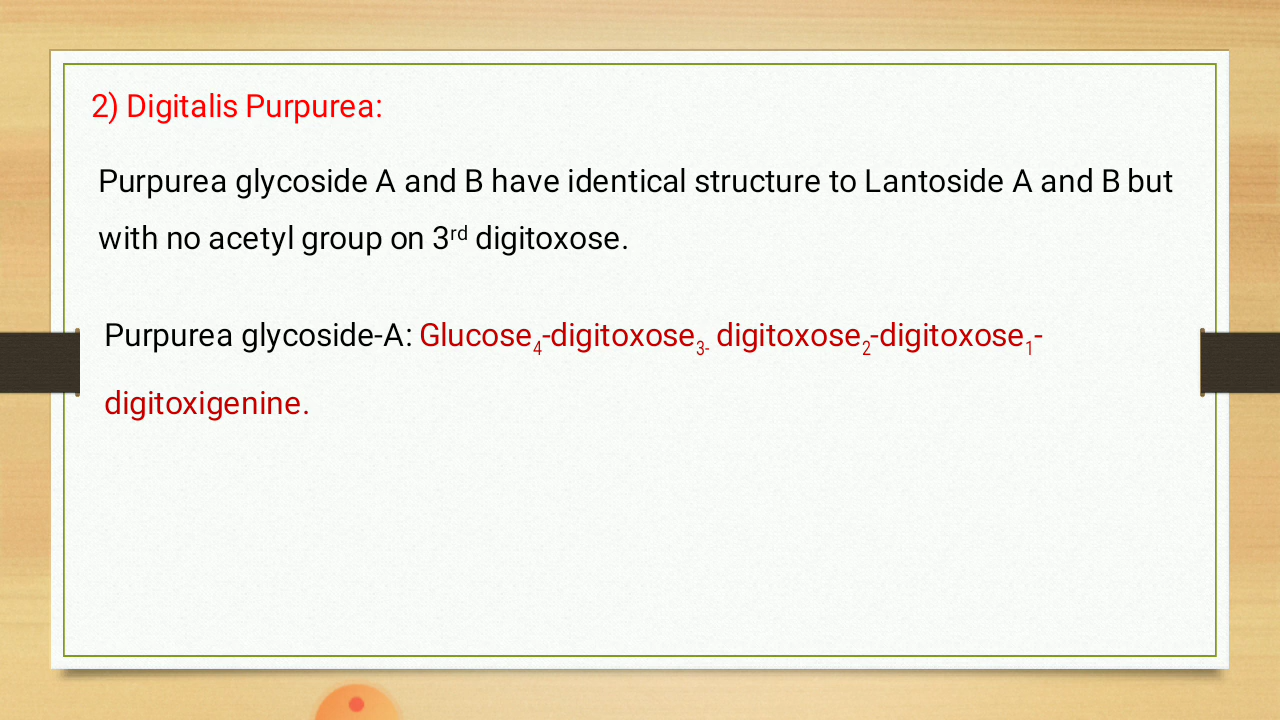 2) Digitalis Purpurea:
Purpurea glycoside A and B have identical structure to Lantoside A and B but
with no acetyl group on 3rd digitoxose.
Purpurea glycoside-A: Glucose4-digitoxose3- digitoxose2-digitoxose1-
digitoxigenine.